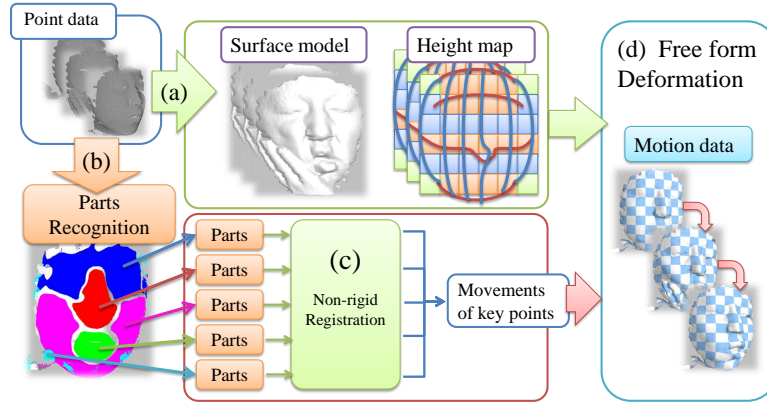 Point data
(a)
Surface model
Height map
(d) Free form
Deformation
Motion data
(b)
Parts
Recognition
Parts
Parts
Parts
Parts
Parts
(c)
Non-rigid
Registration
Movements
of key points